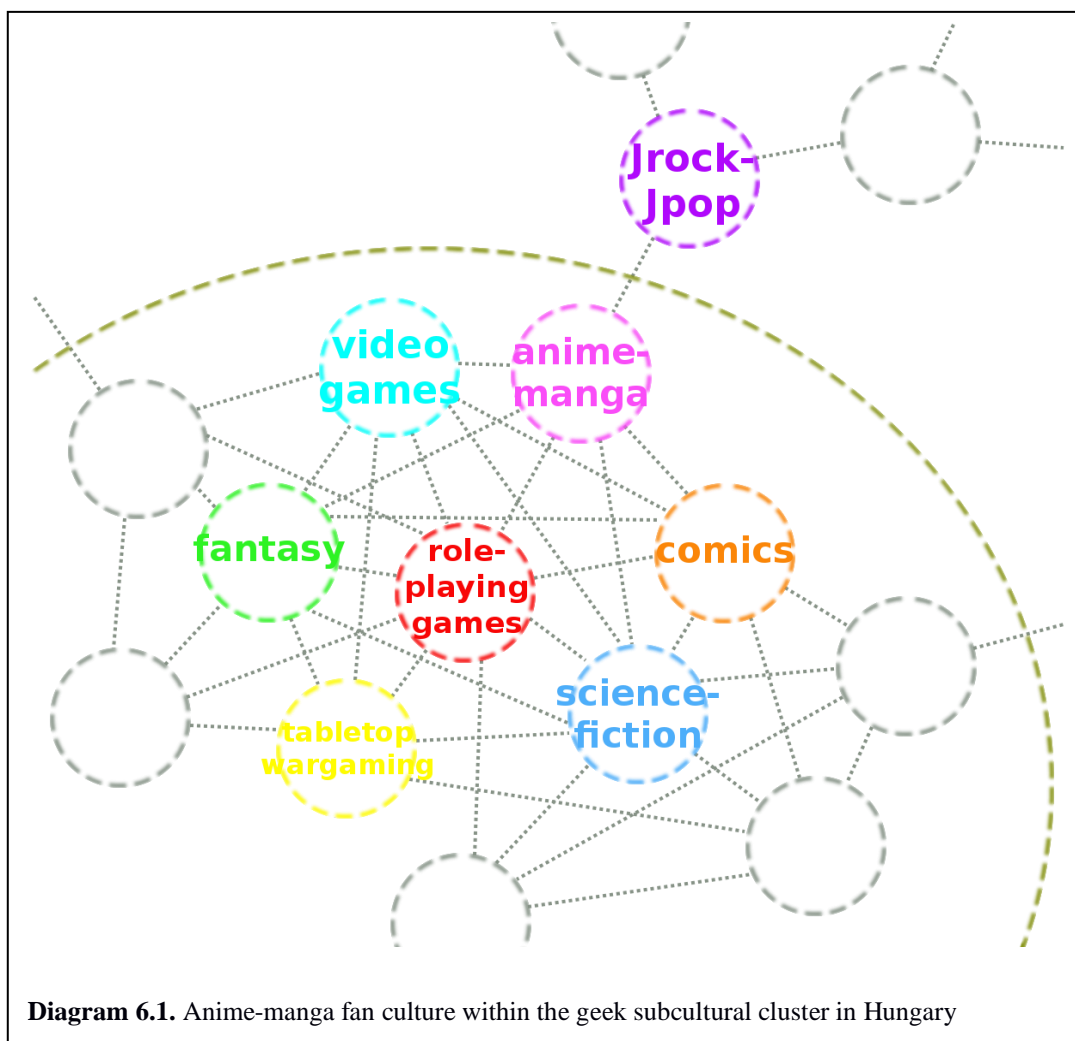 Jrock-
Jpop
video
games
anime-
manga
fantasy
role-
playing
games
comics
science-
fiction
tabletop
wargaming
Diagram 6.1. Anime-manga fan culture within the geek subcultural cluster in Hungary